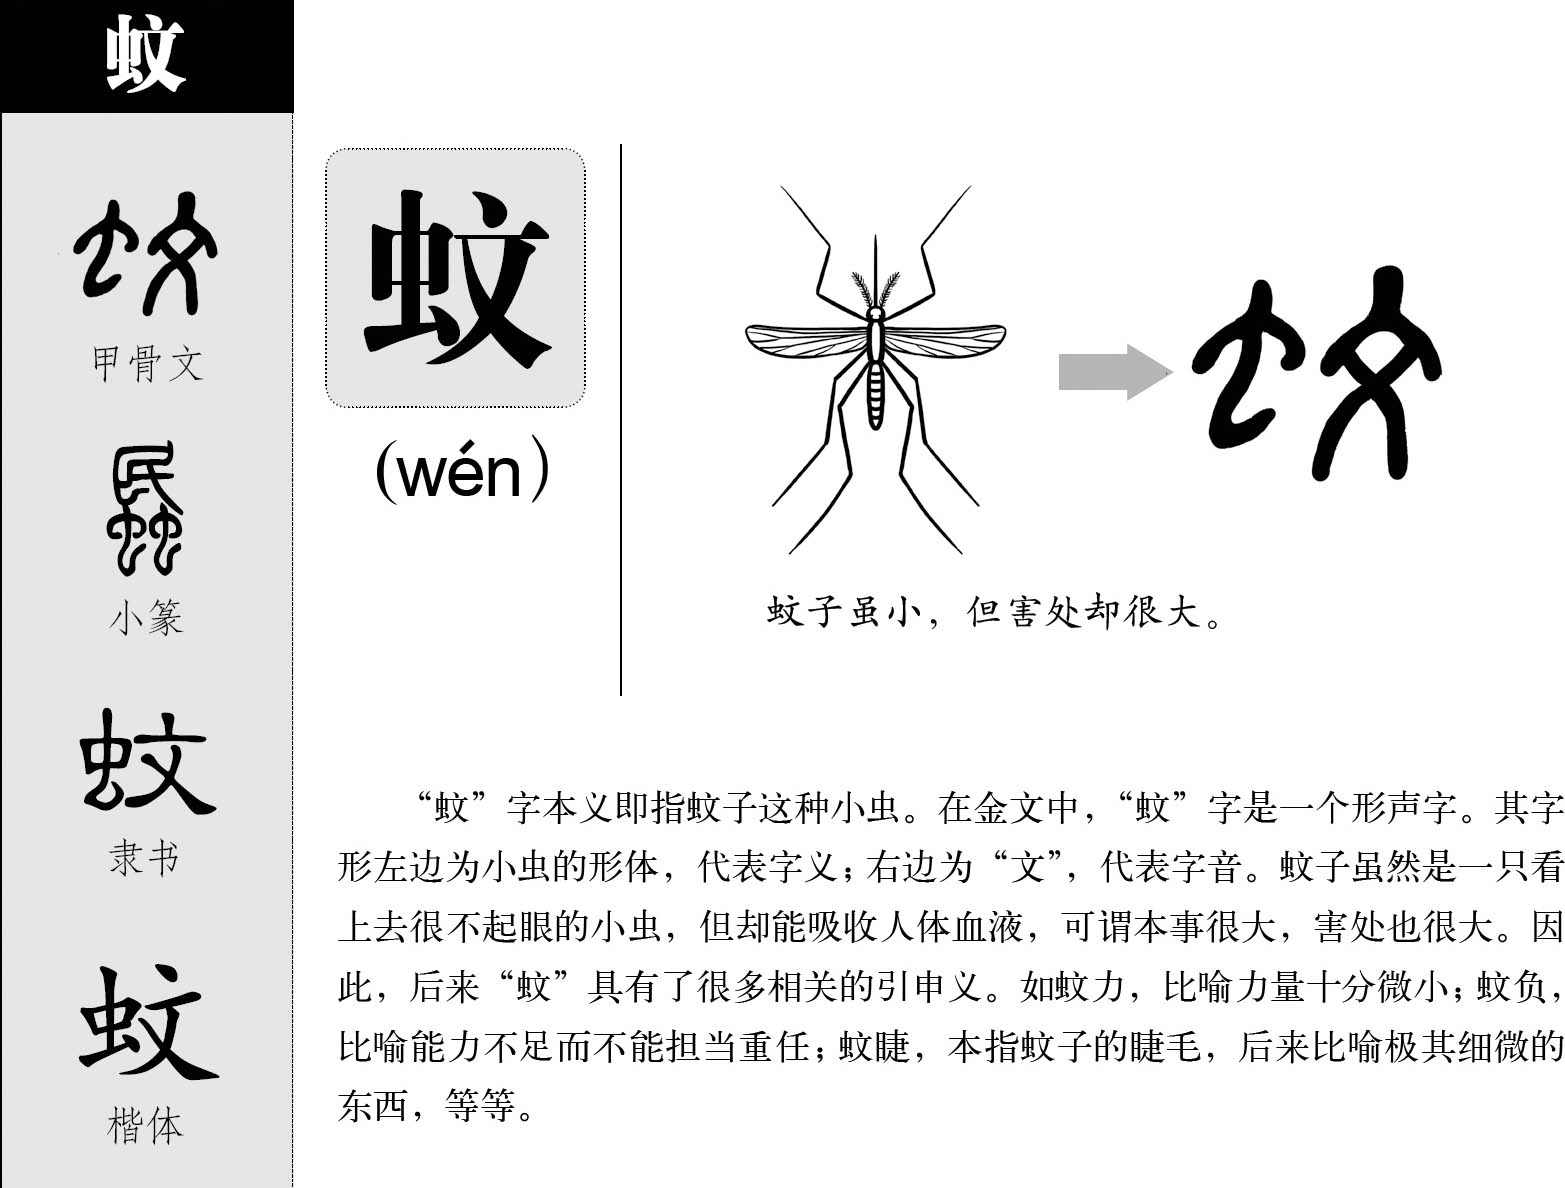 蚊
甲骨文
小篆
隶书
楷体
蚊
(wén)
蚊子虽小，但害处却很大。
“蚊”字本义即指蚊子这种小虫。在金文中，“蚊”字是一个形声字。其字
形左边为小虫的形体，代表字义；右边为“文”，代表字音。蚊子虽然是一只看
上去很不起眼的小虫，但却能吸收人体血液，可谓本事很大，害处也很大。因
此，后来“蚊”具有了很多相关的引申义。如蚊力，比喻力量十分微小；蚊负，
比喻能力不足而不能担当重任；蚊睫，本指蚊子的睫毛，后来比喻极其细微的
东西，等等。